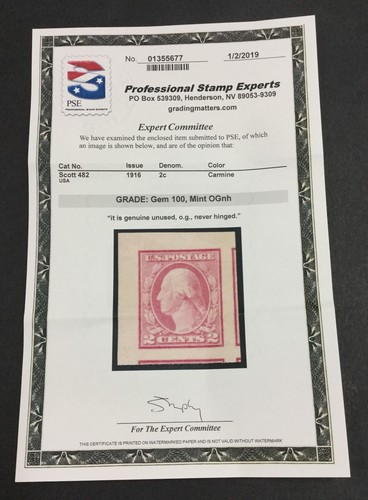 No. 01355677
1/2/2019
PSE
Professional Stamp Experts
PO Box 539309, Henderson, NV 89053-9309
gradingmatters.com
Expert Committee
We have examined the enclosed item submitted to PSE, of which
an image is shown below, and are of the opinion that:
Cat No. Issue Denom. Color
Scott 482 1916 2c Carmine
USA
GRADE: Gem 100, Mint OGnh
"it is genuine unused, o.g., never hinged."
U.S.POSTAGE
2 CENTS 2
For The Expert Committee
THIS CERTIFICATE IS PRINTED ON WATERMARKED PAPER AND IS NOT VALID WITHOUT WATERMARK